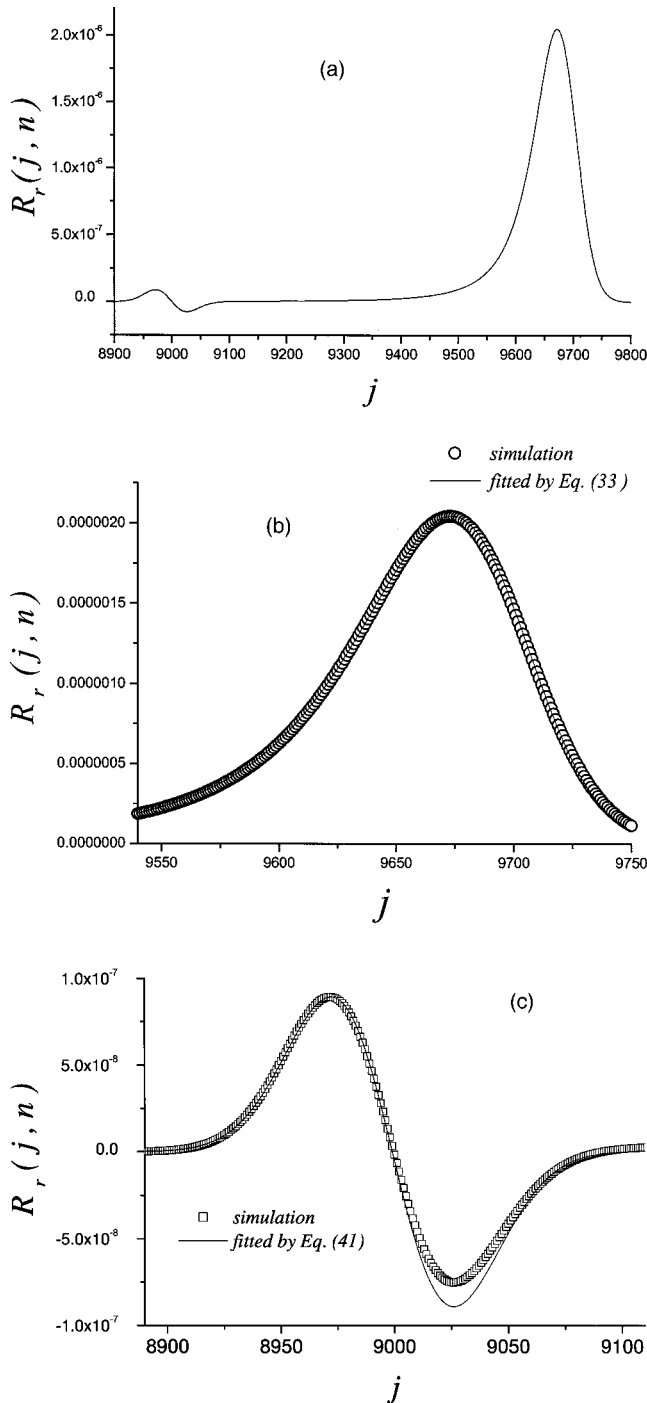 (a)
R_r(j,n)
2.0x10^-6
1.5x10^-6
1.0x10^-6
5.0x10^-7
0.0
8900 9000 9100 9200 9300 9400 9500 9600 9700 9800
j
simulation
fitted by Eq. (33)
(b)
R_r(j,n)
0.0000020
0.0000015
0.0000010
0.0000005
0.0000000
9550 9600 9650 9700 9750
j
(c)
R_r(j,n)
1.0x10^-7
5.0x10^-8
0.0
-5.0x10^-8
-1.0x10^-7
simulation
fitted by Eq. (41)
8900 8950 9000 9050 9100
j